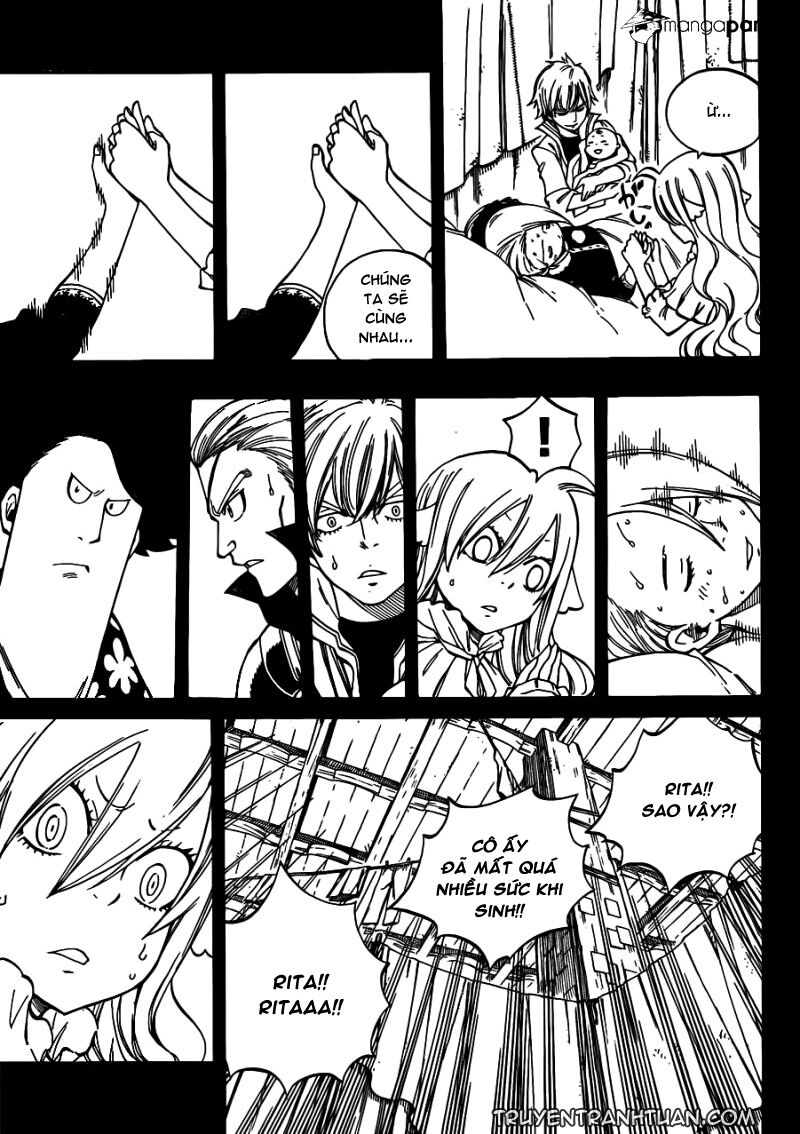 mangapan
Ừ...
CHÚNG
TA SẼ
CÙNG
NHAU...
!
RITA!!
SAO VẬY?!
CÔ ẤY
ĐÃ MẤT QUÁ
NHIỀU SỨC KHI
SINH!!
RITA!!
RITAAA!!
TRUYENTRANHTUAN.COM